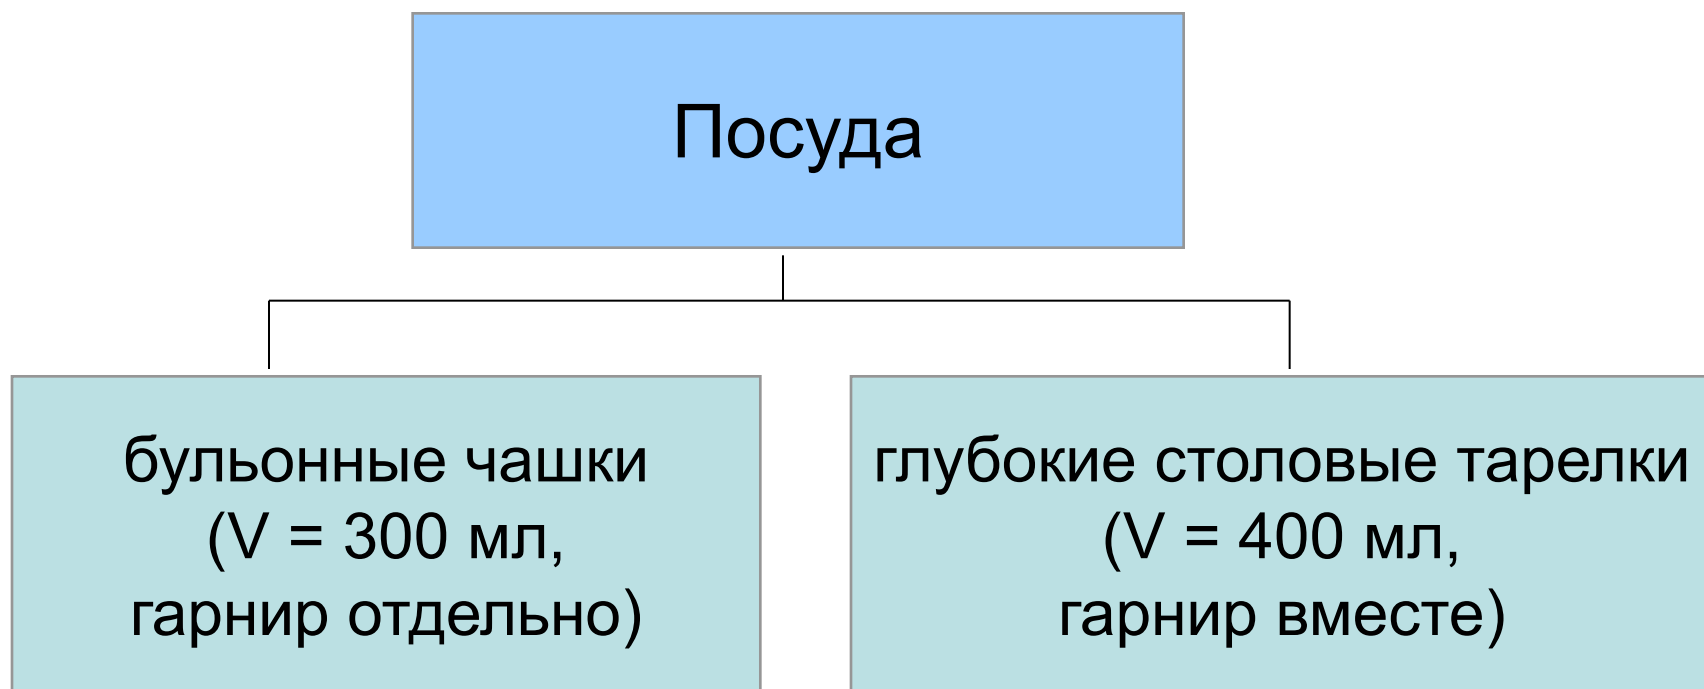 Посуда
бульонные чашки
(V = 300 мл,
гарнир отдельно)
глубокие столовые тарелки
(V = 400 мл,
гарнир вместе)